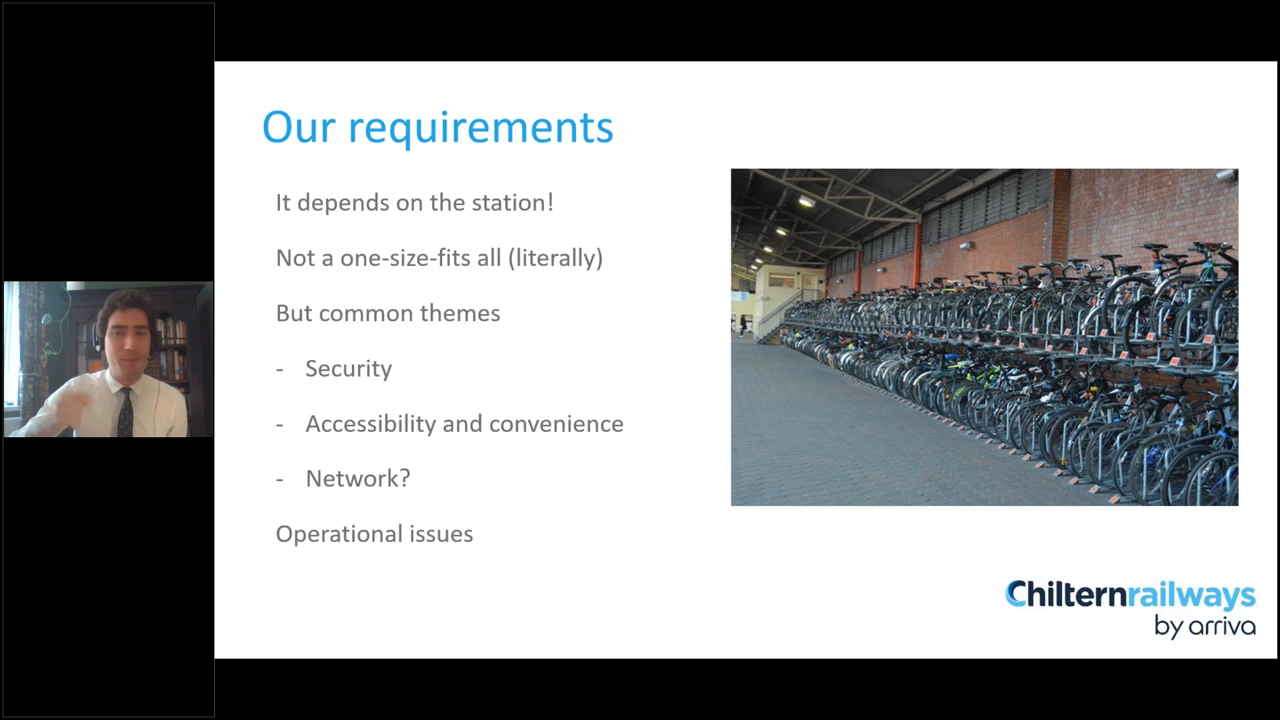 Our requirements
It depends on the station!
Not a one-size-fits all (literally)
But common themes
- Security
- Accessibility and convenience
- Network?
Operational issues
Chilternrailways
by arriva